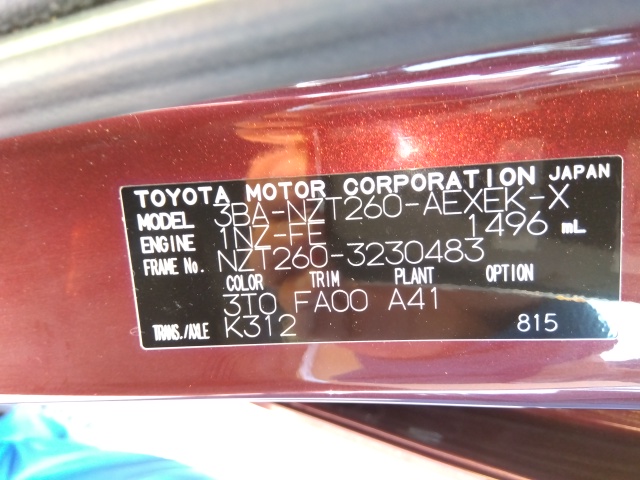 TOYOTA MOTOR CORPORATION JAPAN
MODEL 3BA-NZT260-AEXEK-X
ENGINE 1NZ-FE 1496 mL
FRAME No. NZT260-3230483
COLOR TRIM PLANT OPTION
3T0 FA00 A41
TRANS./AXLE K312 815